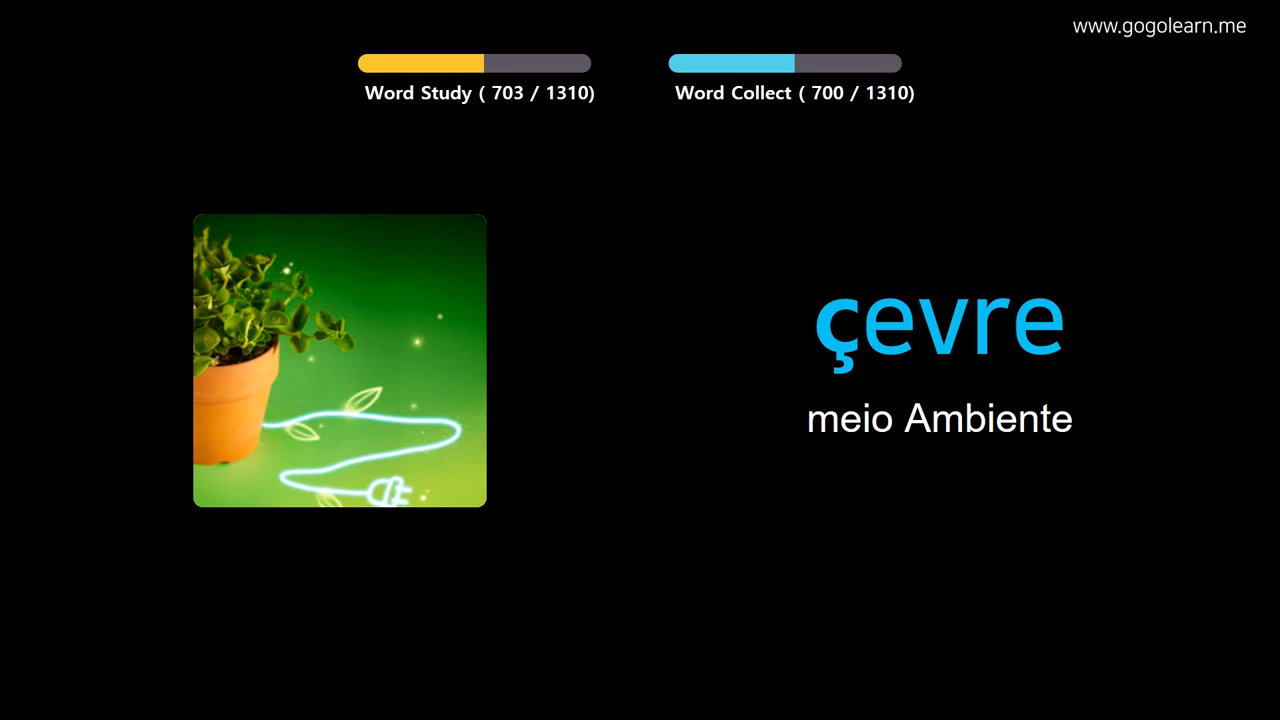 www.gogolearn.me
Word Study ( 703 / 1310)
Word Collect ( 700 / 1310)
çevre
meio Ambiente